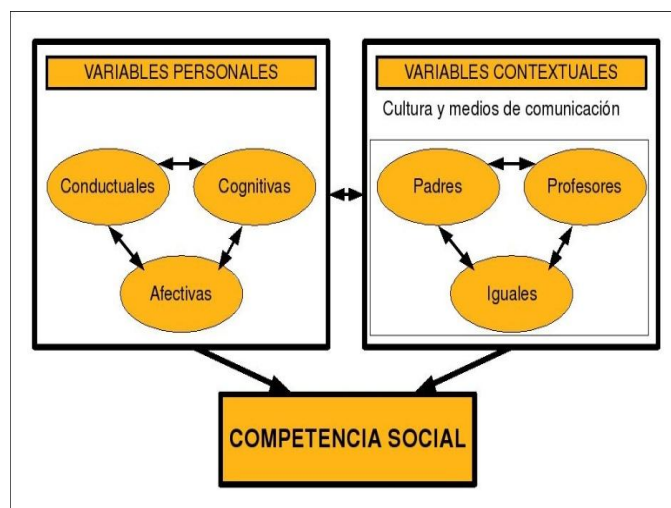 VARIABLES PERSONALES
Conductuales
Cognitivas
Afectivas
VARIABLES CONTEXTUALES
Cultura y medios de comunicación
Padres
Profesores
Iguales
COMPETENCIA SOCIAL